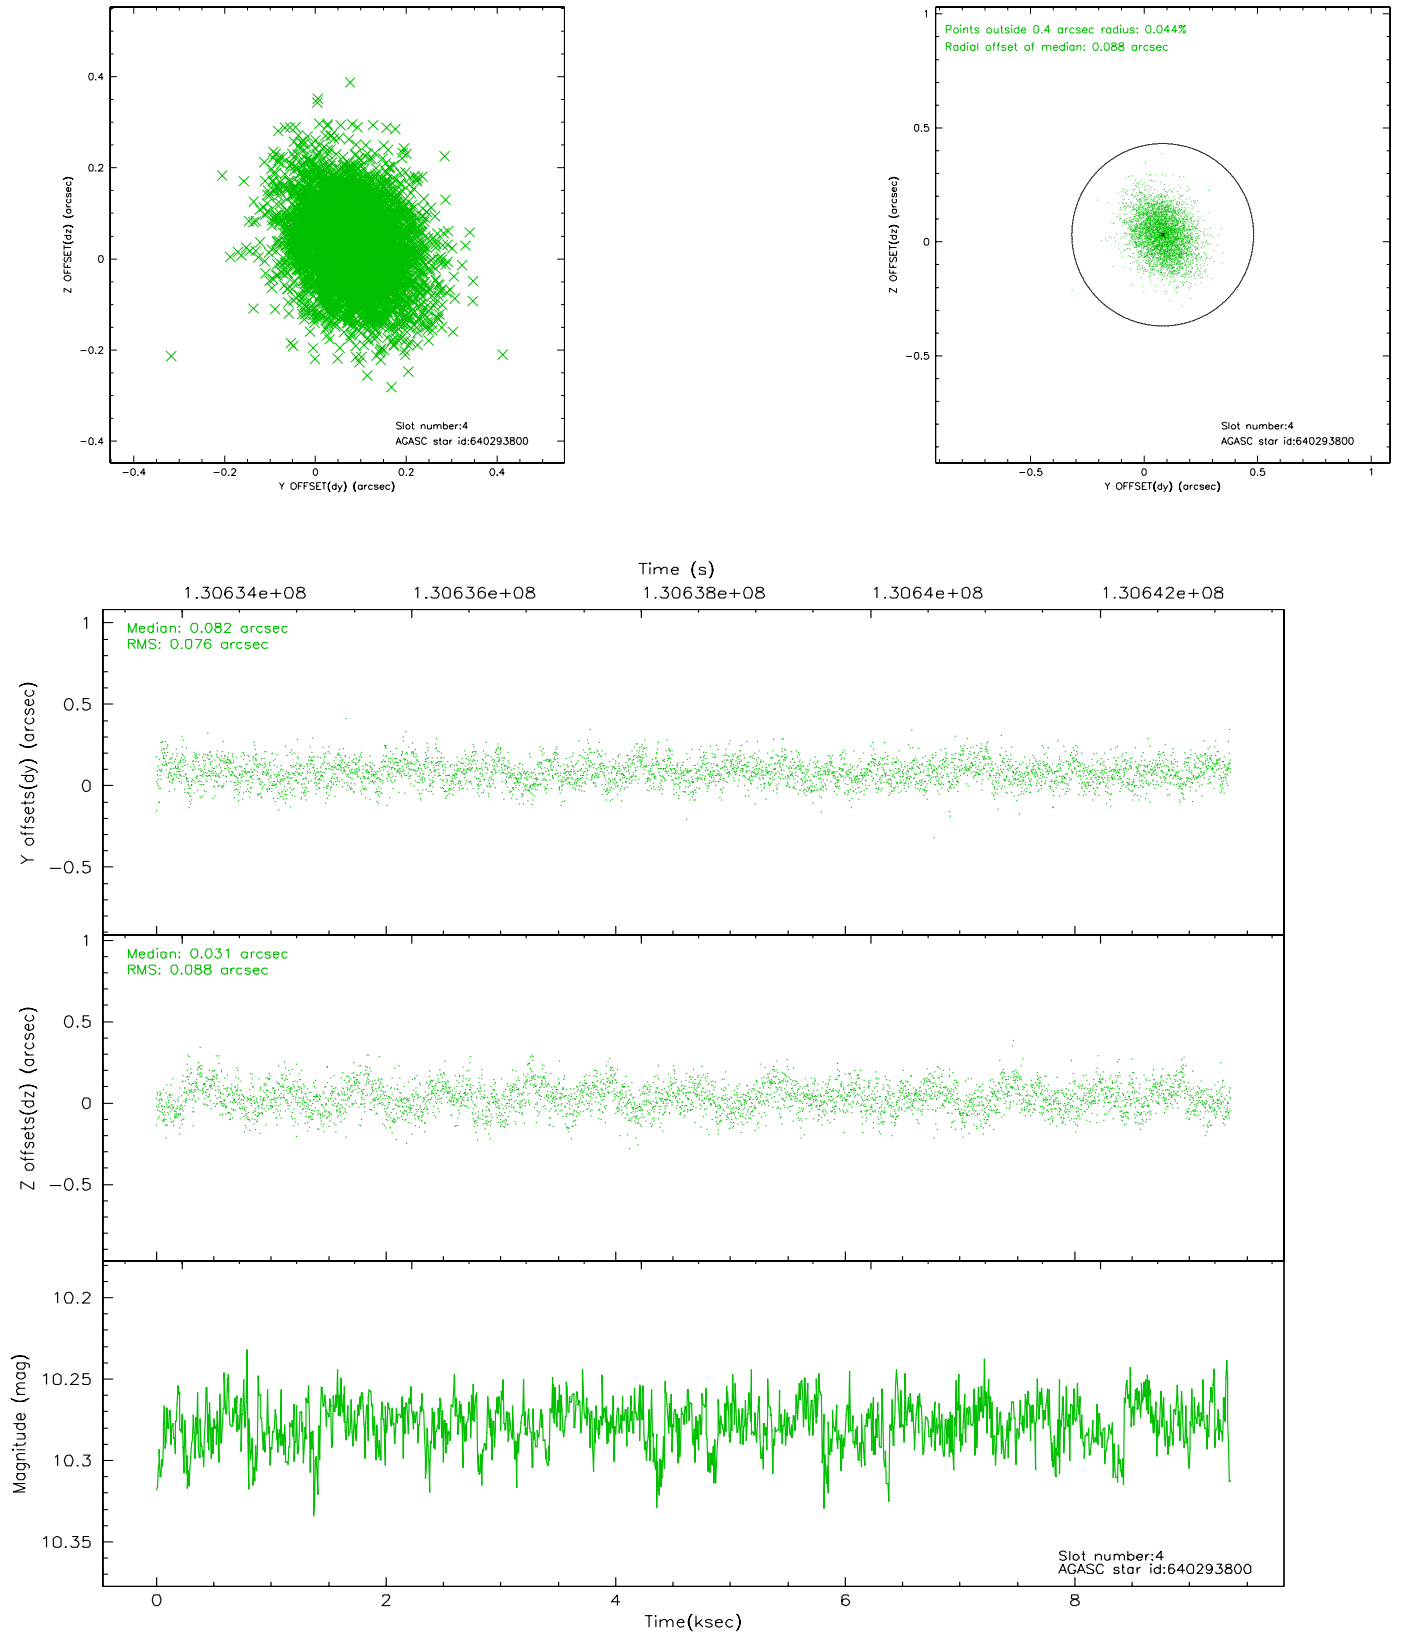 0.4
0.2
0
−0.2
−0.4
Z OFFSET(dz) (arcsec)
−0.4
−0.2
0
0.2
0.4
Y OFFSET(dy) (arcsec)
Slot number:4
AGASC star id:640293800
Points outside 0.4 arcsec radius: 0.044%
Radial offset of median: 0.088 arcsec
1
0.5
0
−0.5
Z OFFSET(dz) (arcsec)
−0.5
0
0.5
1
Y OFFSET(dy) (arcsec)
Slot number:4
AGASC star id:640293800
Time (s)
1.30634e+08
1.30636e+08
1.30638e+08
1.3064e+08
1.30642e+08
Median: 0.082 arcsec
RMS: 0.076 arcsec
1
0.5
0
−0.5
Y offsets(dy) (arcsec)
Median: 0.031 arcsec
RMS: 0.088 arcsec
1
0.5
0
−0.5
Z offsets(dz) (arcsec)
10.2
10.25
10.3
10.35
Magnitude (mag)
Slot number:4
AGASC star id:640293800
0
2
4
6
8
Time(ksec)